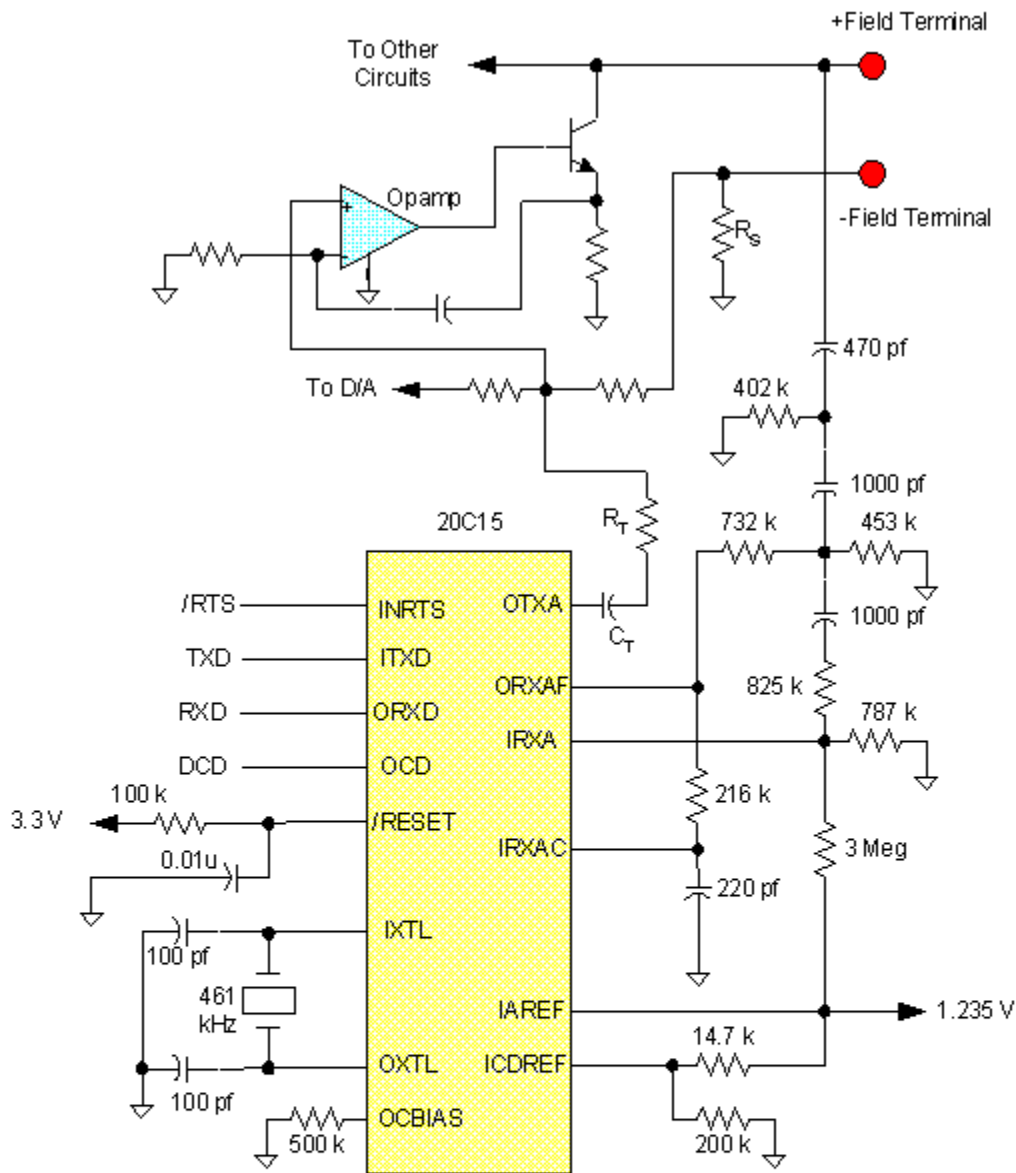 +Field Terminal
To Other
Circuits
Opamp
+
-
-Field Terminal
RS
470 pf
To D/A
402 k
1000 pf
RT
20C15
732 k
453 k
/RTS
INRTS
OTXA
CT
1000 pf
TXD
ITXD
ORXAF
825 k
RXD
ORXD
IRXA
787 k
DCD
OCD
100 k
216 k
3.3 V
/RESET
IRXAC
3 Meg
0.01u
220 pf
IXTL
100 pf
461
kHz
IAREF
1.235 V
14.7 k
OXTL
ICDREF
100 pf
OCBIAS
500 k
200 k